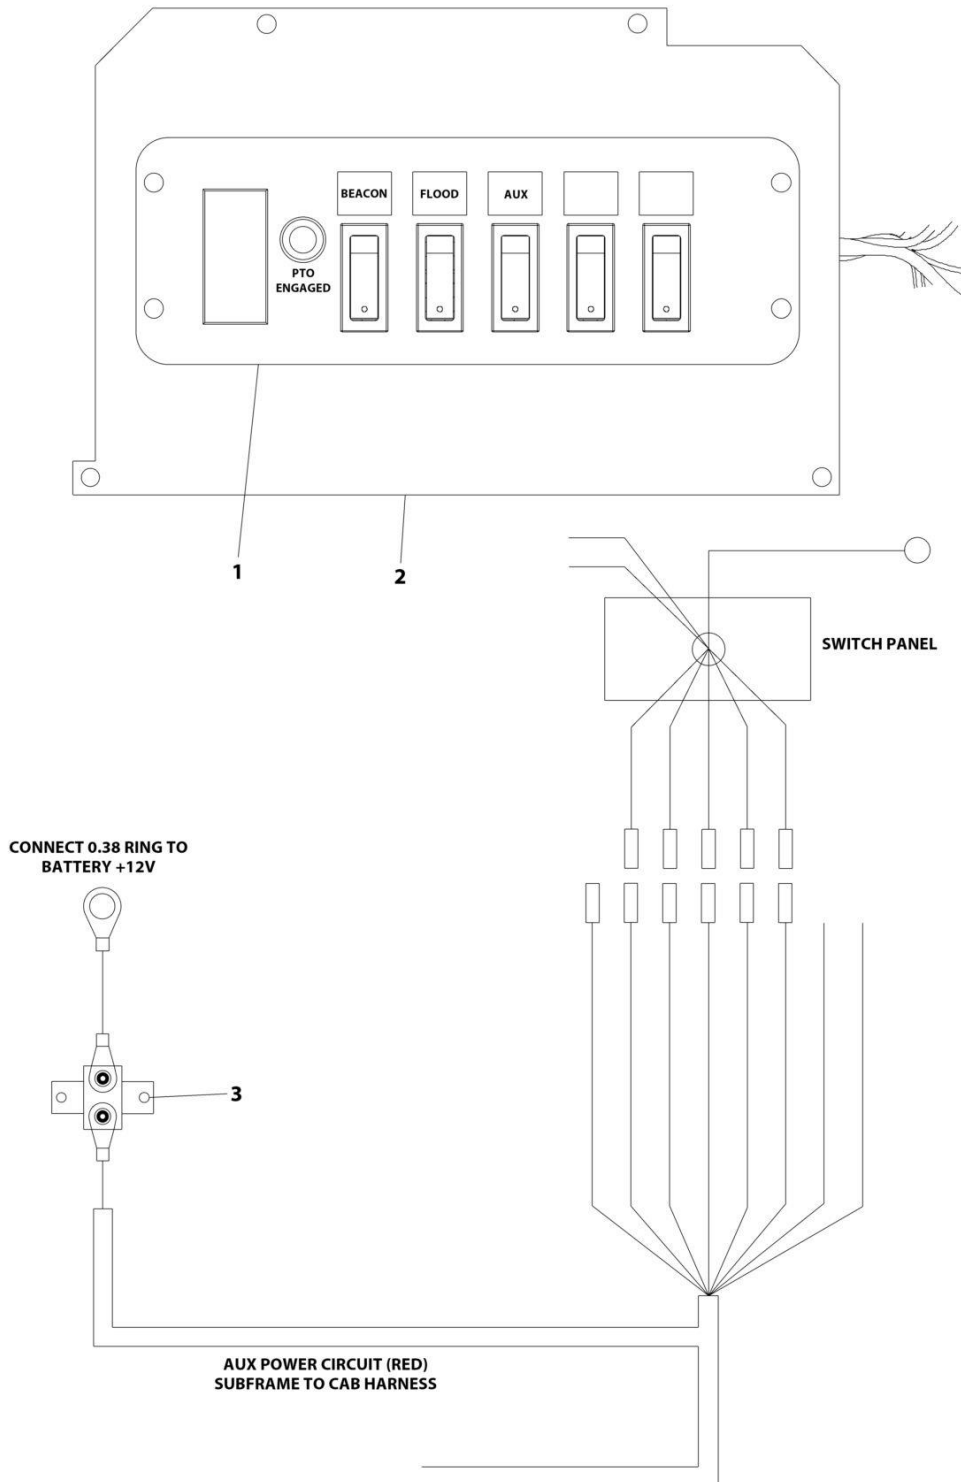 BEACON
FLOOD
AUX
PTO
ENGAGED
1
2
SWITCH PANEL
CONNECT 0.38 RING TO
BATTERY +12V
3
AUX POWER CIRCUIT (RED)
SUBFRAME TO CAB HARNESS